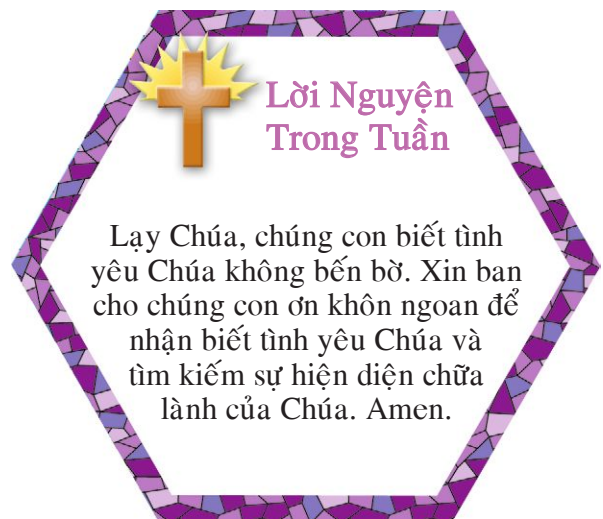 Lời Nguyện
Trong Tuần
Lạy Chúa, chúng con biết tình
yêu Chúa không bến bờ. Xin ban
cho chúng con ơn khôn ngoan để
nhận biết tình yêu Chúa và
tìm kiếm sự hiện diện chữa
lành của Chúa. Amen.